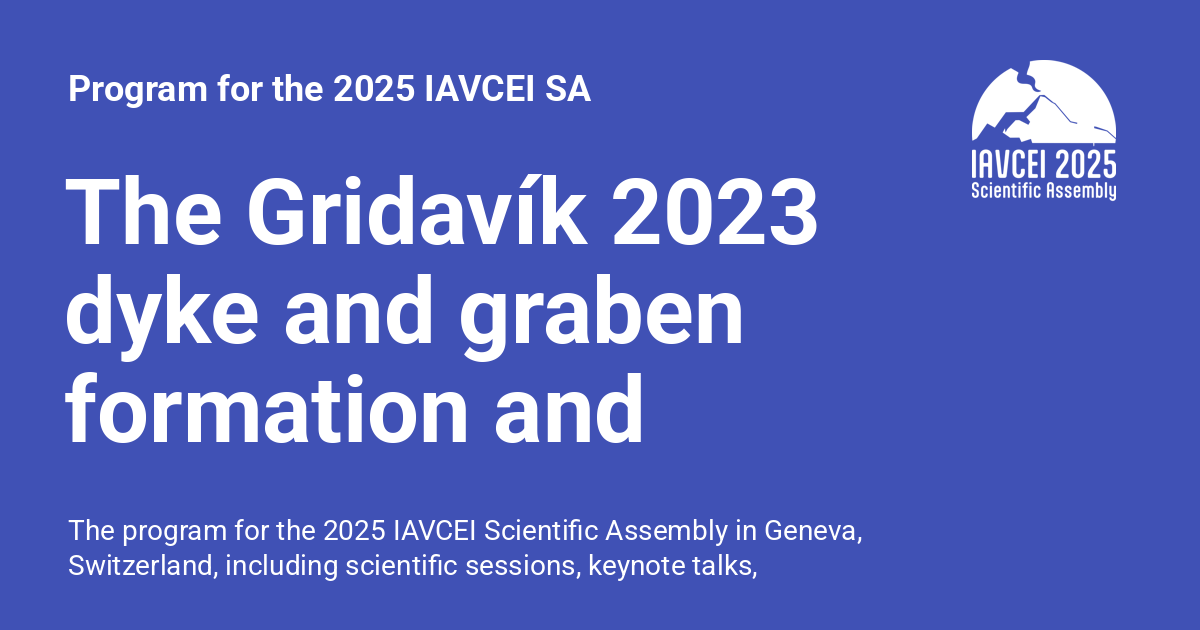 Program for the 2025 IAVCEI SA
The Gridavík 2023
dyke and graben
formation and
IAVCEI 2025
Scientific Assembly
The program for the 2025 IAVCEI Scientific Assembly in Geneva,
Switzerland, including scientific sessions, keynote talks,